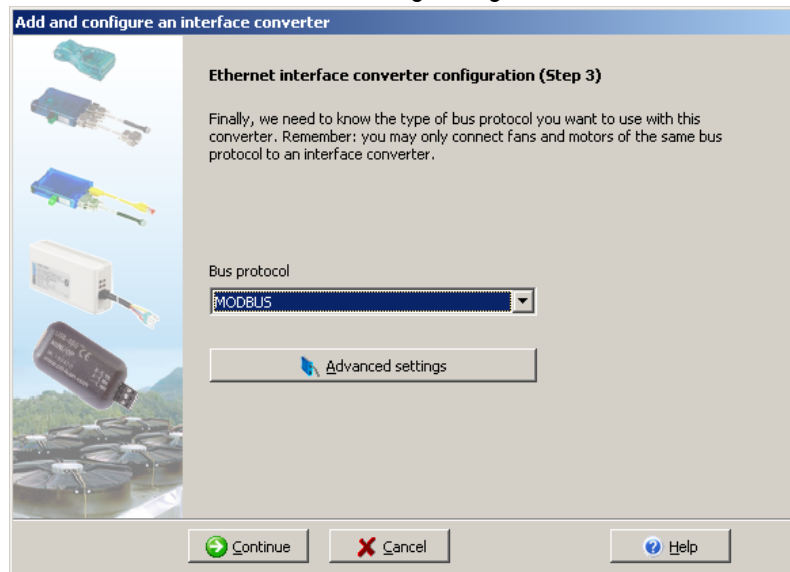 Add and configure an interface converter
Ethernet interface converter configuration (Step 3)
Finally, we need to know the type of bus protocol you want to use with this
converter. Remember: you may only connect fans and motors of the same bus
protocol to an interface converter.
Bus protocol
MODBUS
Advanced settings
Continue
Cancel
Help